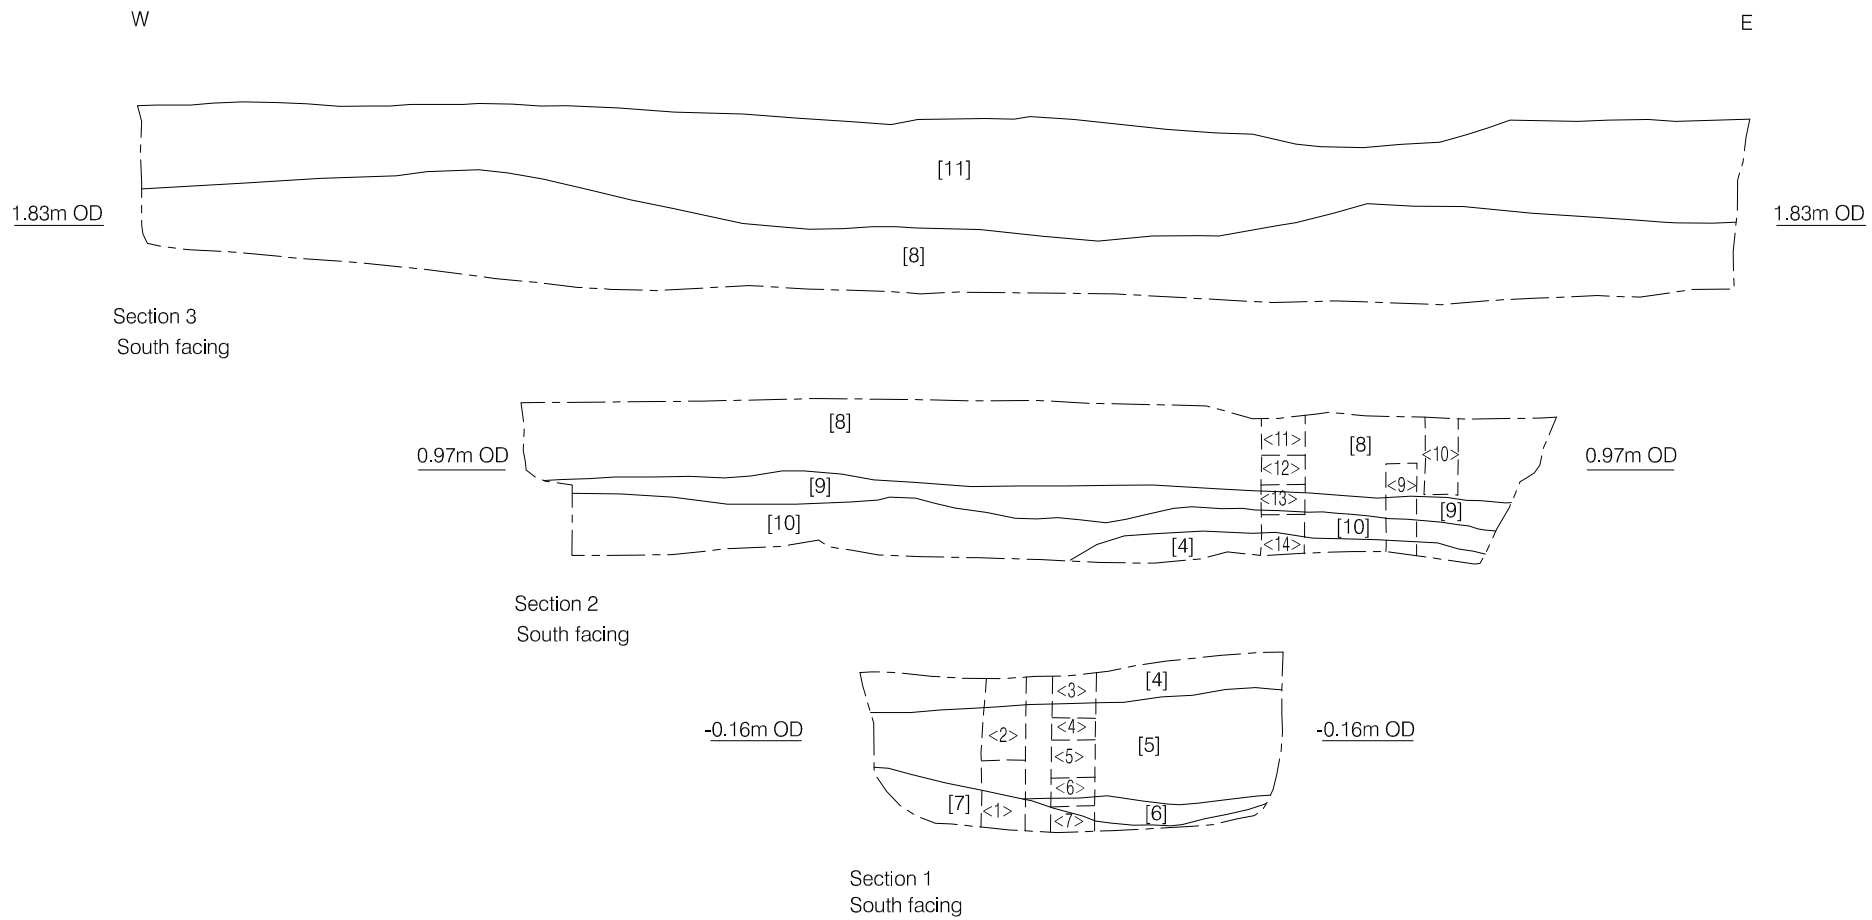 W E
[11]
1.83m OD 1.83m OD
[8]
Section 3
South facing
[8] <11> [8] <10>
0.97m OD 0.97m OD
<12>
[9] <9>
<13> [9]
[10] [10]
[4] <14>
Section 2
South facing
[4] <3>
-0.16m OD <2> <4> -0.16m OD
[5]
<5>
<6>
[7] <1> [6]
<7>
Section 1
South facing